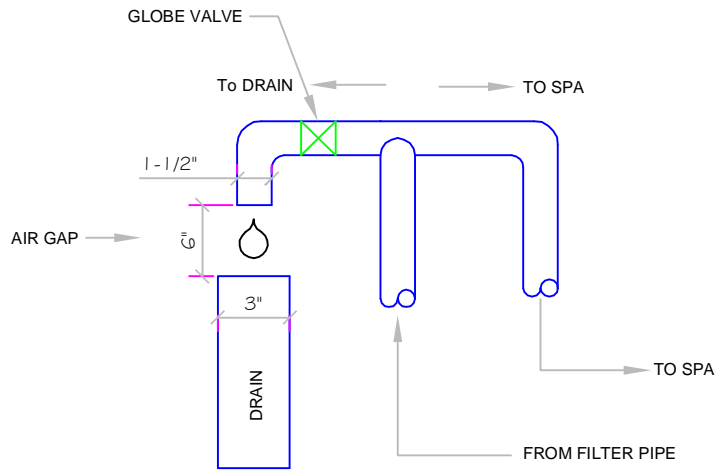 GLOBE VALVE
To DRAIN
TO SPA
1-1/2"
AIR GAP
6"
3"
DRAIN
TO SPA
FROM FILTER PIPE